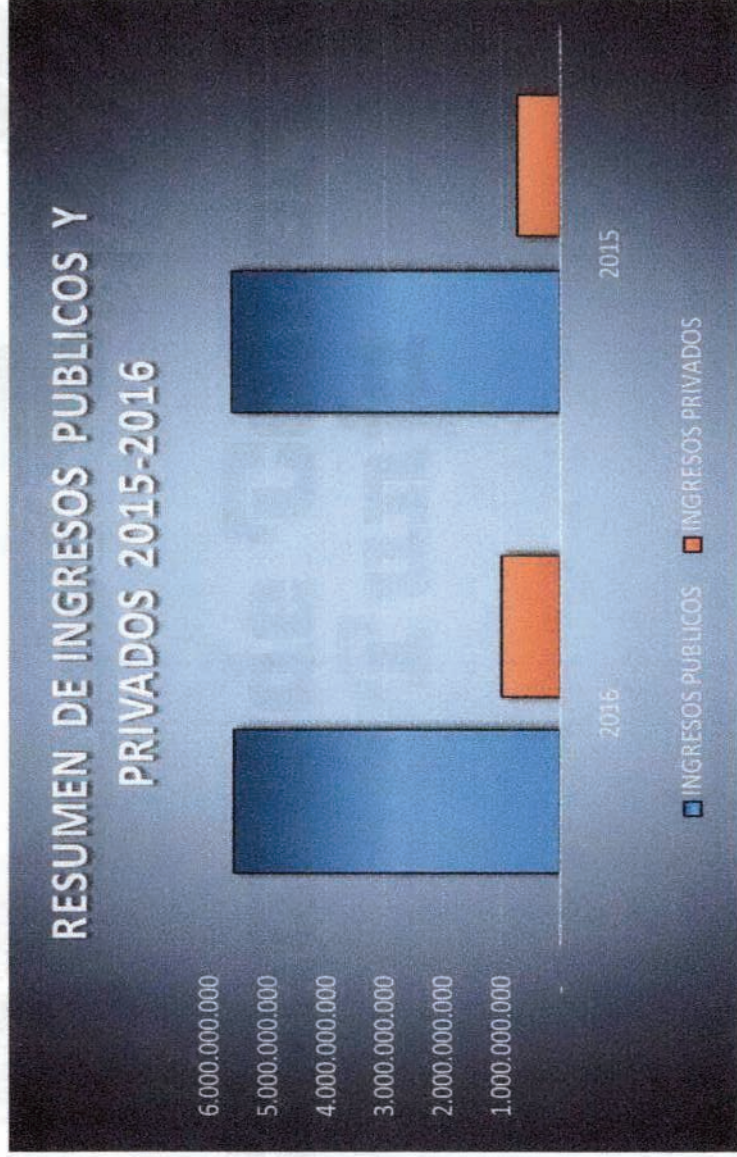 RESUMEN DE INGRESOS PUBLICOS Y
PRIVADOS 2015-2016
6.000.000.000
5.000.000.000
4.000.000.000
3.000.000.000
2.000.000.000
1.000.000.000
-
2016
2015
INGRESOS PUBLICOS
INGRESOS PRIVADOS